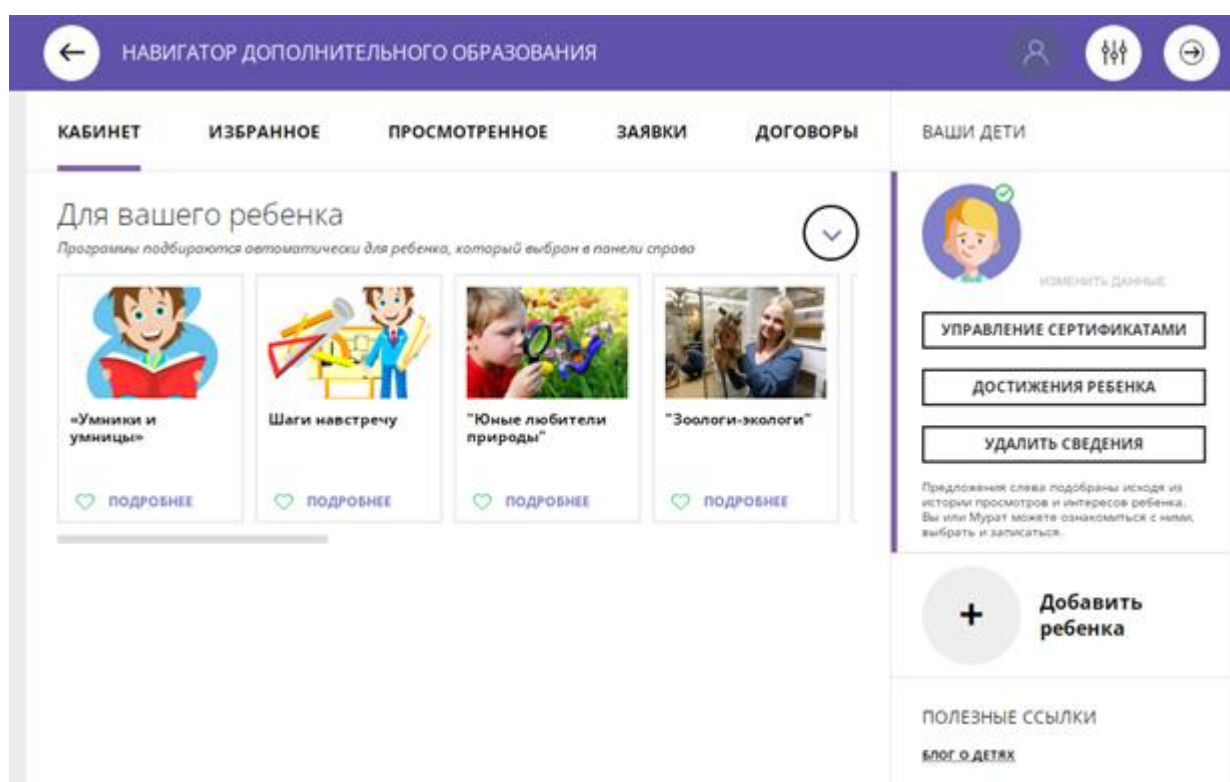 НАВИГАТОР ДОПОЛНИТЕЛЬНОГО ОБРАЗОВАНИЯ
КАБИНЕТ ИЗБРАННОЕ ПРОСМОТРЕННОЕ ЗАЯВКИ ДОГОВОРЫ
Для вашего ребенка
Программы подбираются автоматически для ребенка, который выбран в панели справа
«Умники и
умницы»
ПОДРОБНЕЕ
Шаги навстречу
ПОДРОБНЕЕ
"Юные любители
природы"
ПОДРОБНЕЕ
"Зоологи-экологи"
ПОДРОБНЕЕ
ВАШИ ДЕТИ
ИЗМЕНИТЬ ДАННЫЕ
УПРАВЛЕНИЕ СЕРТИФИКАТАМИ
ДОСТИЖЕНИЯ РЕБЕНКА
УДАЛИТЬ СВЕДЕНИЯ
Предложения слева подобраны исходя из
истории просмотров и интересов ребенка.
Вы или Мурат можете ознакомиться с ними,
выбрать и записаться.
Добавить
ребенка
ПОЛЕЗНЫЕ ССЫЛКИ
БЛОГ О ДЕТЯХ